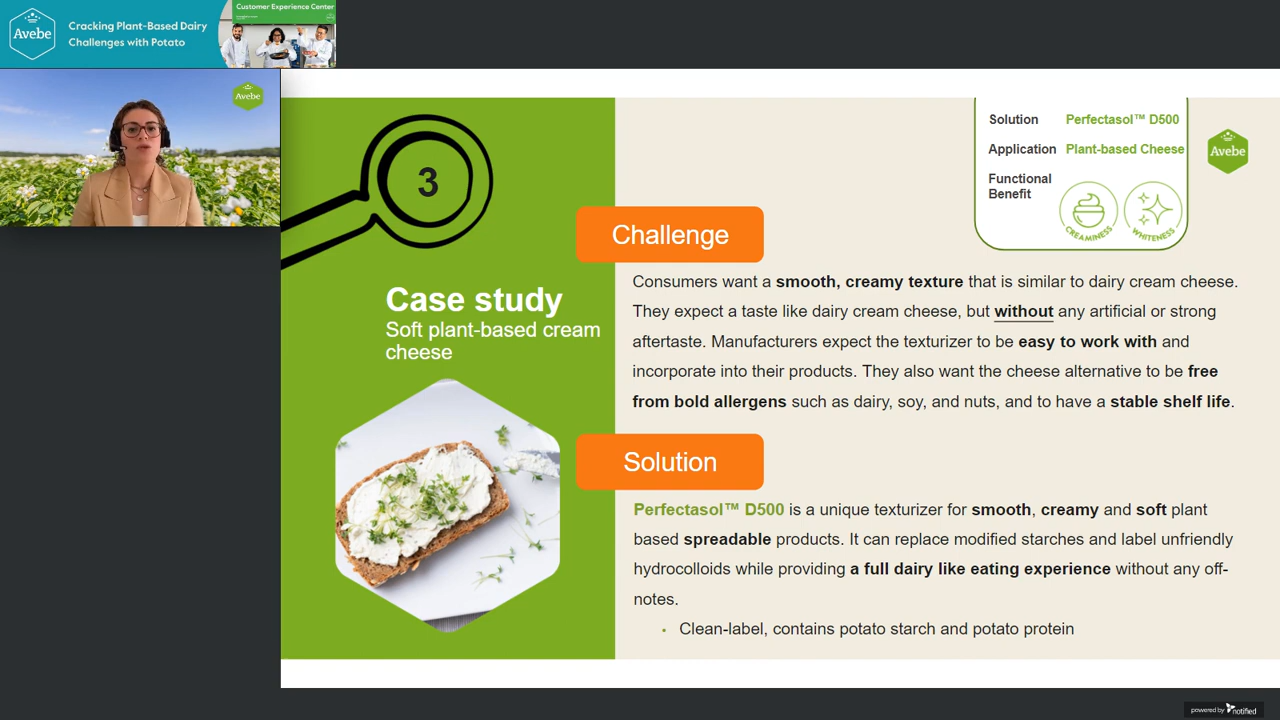 Avebe
Cracking Plant-Based Dairy
Challenges with Potato
Customer Experience Center
Avebe
3
Case study
Soft plant-based cream
cheese
Solution Perfectasol™ D500
Application Plant-based Cheese
Functional
Benefit
CREAMINESS
WHITENESS
Avebe
Challenge
Consumers want a smooth, creamy texture that is similar to dairy cream cheese.
They expect a taste like dairy cream cheese, but without any artificial or strong
aftertaste. Manufacturers expect the texturizer to be easy to work with and
incorporate into their products. They also want the cheese alternative to be free
from bold allergens such as dairy, soy, and nuts, and to have a stable shelf life.
Solution
Perfectasol™ D500 is a unique texturizer for smooth, creamy and soft plant
based spreadable products. It can replace modified starches and label unfriendly
hydrocolloids while providing a full dairy like eating experience without any off-
notes.
• Clean-label, contains potato starch and potato protein
powered by notified